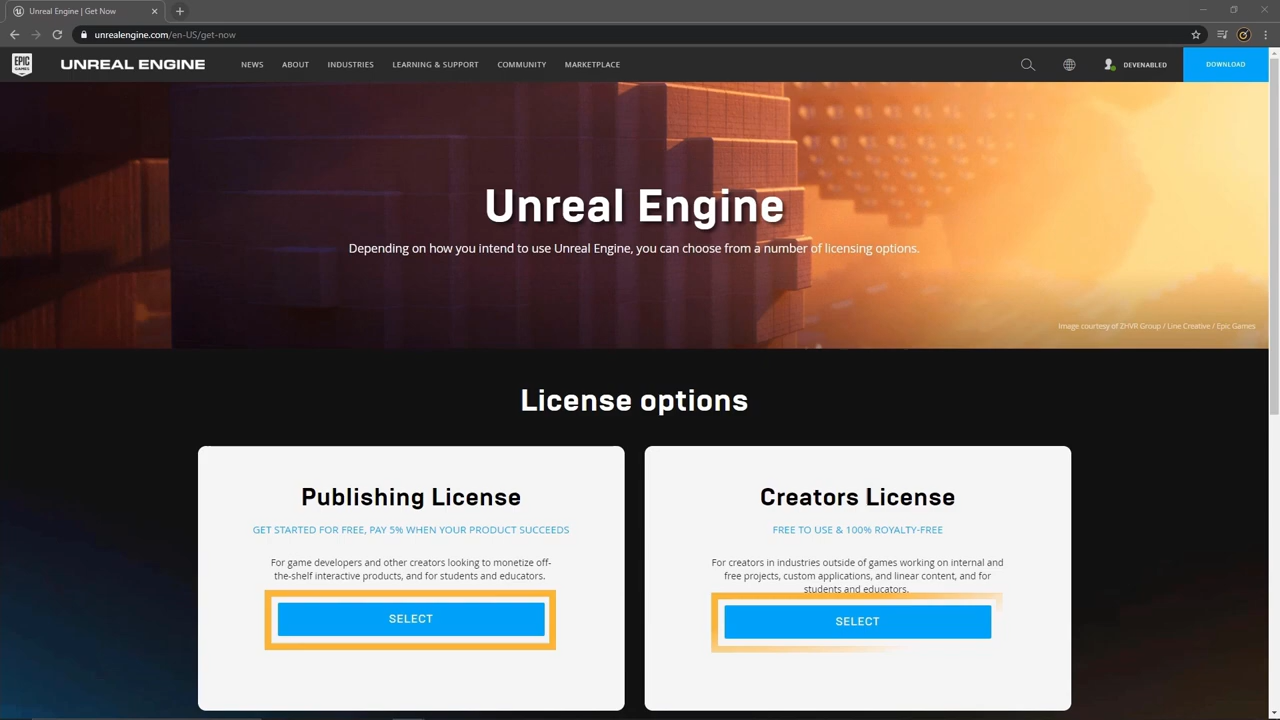 Unreal Engine | Get Now
unrealengine.com/en-US/get-now
EPIC GAMES
UNREAL ENGINE
NEWS
ABOUT
INDUSTRIES
LEARNING & SUPPORT
COMMUNITY
MARKETPLACE
DEVENABLED
DOWNLOAD
Unreal Engine
Depending on how you intend to use Unreal Engine, you can choose from a number of licensing options.
Image courtesy of ZHVR Group / Line Creative / Epic Games
License options
Publishing License
GET STARTED FOR FREE, PAY 5% WHEN YOUR PRODUCT SUCCEEDS
For game developers and other creators looking to monetize off-
the-shelf interactive products, and for students and educators.
SELECT
Creators License
FREE TO USE & 100% ROYALTY-FREE
For creators in industries outside of games working on internal and
free projects, custom applications, and linear content, and for
students and educators.
SELECT